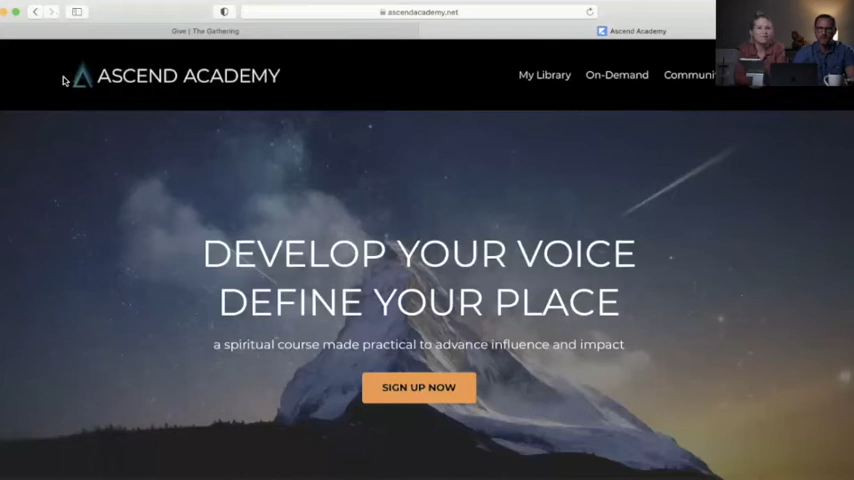 ascendacademy.net
Give | The Gathering
Ascend Academy
ASCEND ACADEMY
My Library
On-Demand
DEVELOP YOUR VOICE
DEFINE YOUR PLACE
a spiritual course made practical to advance influence and impact
SIGN UP NOW